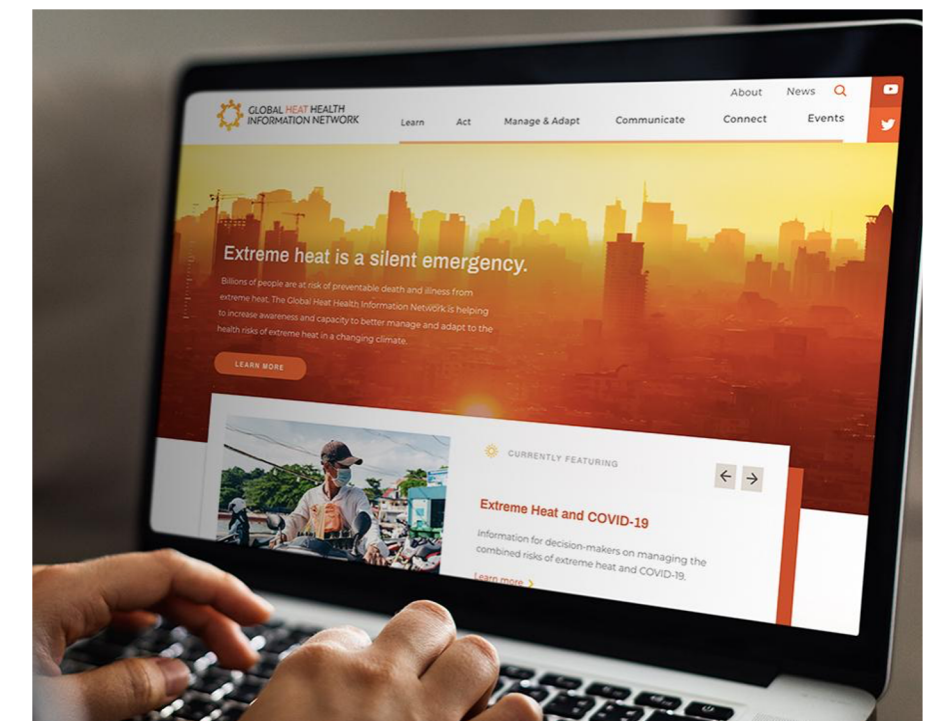 GLOBAL HEAT HEALTH
INFORMATION NETWORK
About News
Learn Act Manage & Adapt Communicate Connect Events
Extreme heat is a silent emergency.
Billions of people are at risk of preventable death and illness from
extreme heat. The Global Heat Health Information Network is helping
to increase awareness and capacity to better manage and adapt to the
health risks of extreme heat in a changing climate.
LEARN MORE
CURRENTLY FEATURING
Extreme Heat and COVID-19
Information for decision-makers on managing the
combined risks of extreme heat and COVID-19.
Learn more